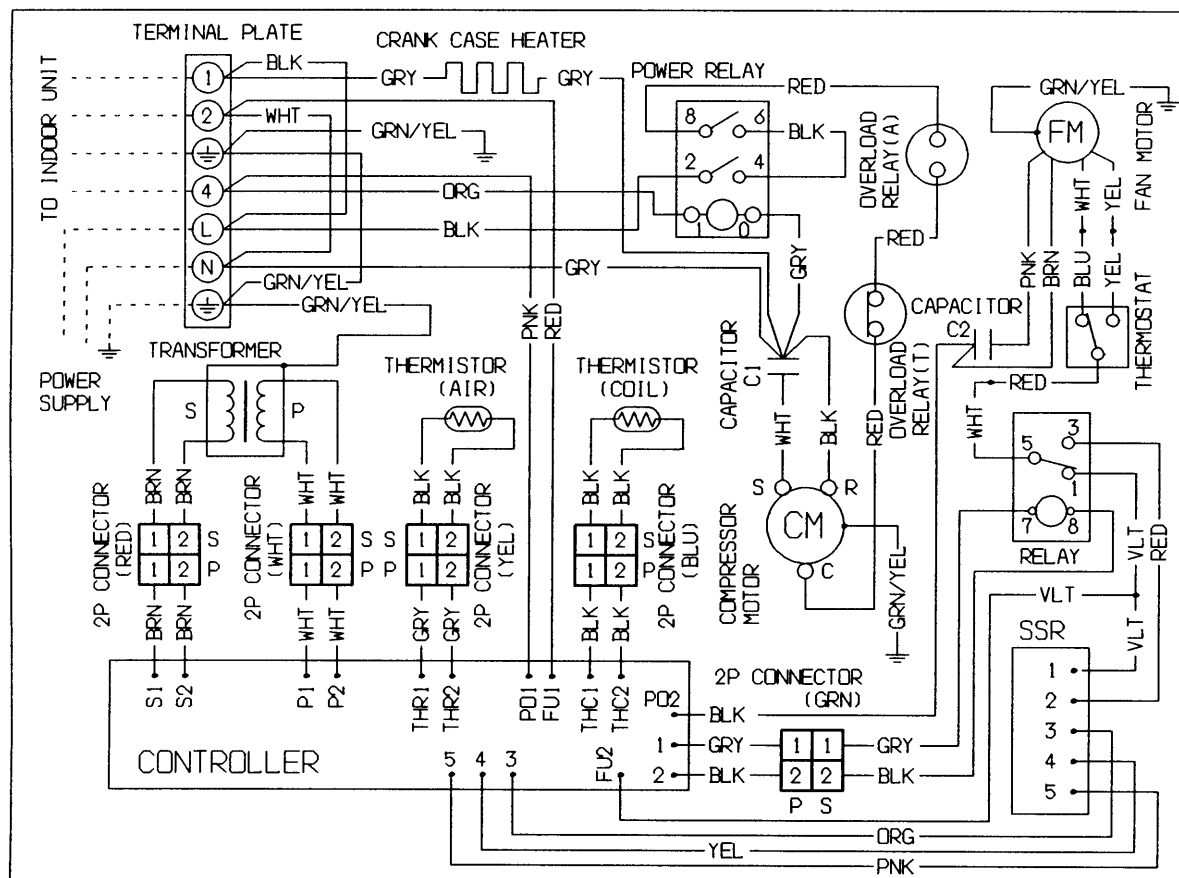 TERMINAL PLATE
CRANK CASE HEATER
TO INDOOR UNIT
1
2
4
L
N
BLK
GRY
GRY
WHT
GRN/YEL
ORG
BLK
GRY
GRN/YEL
GRN/YEL
POWER RELAY
8
6
2
4
1
0
RED
BLK
GRY
OVERLOAD
RELAY(A)
RED
GRN/YEL
FM
FAN MOTOR
WHT
YEL
PNK
BRN
BLU
YEL
THERMOSTAT
CAPACITOR
C2
RED
OVERLOAD
RELAY(T)
RED
POWER
SUPPLY
TRANSFORMER
S
P
PNK
RED
THERMISTOR
(AIR)
THERMISTOR
(COIL)
CAPACITOR
C1
WHT
BLK
S
R
CM
C
COMPRESSOR
MOTOR
GRN/YEL
WHT
5
3
1
7
8
RELAY
VLT
RED
VLT
VLT
BRN
BRN
WHT
WHT
BLK
BLK
BLK
BLK
2P CONNECTOR
(RED)
1
2
S
1
2
P
2P CONNECTOR
(WHT)
1
2
S
1
2
P
S
1
2
P
1
2
2P CONNECTOR
(YEL)
1
2
S
1
2
P
2P CONNECTOR
(BLU)
BRN
BRN
WHT
WHT
GRY
GRY
BLK
BLK
S1
S2
P1
P2
THR1
THR2
PO1
FU1
THC1
THC2
PO2
1
2
CONTROLLER
5
4
3
FU2
2P CONNECTOR
(GRN)
BLK
GRY
1
1
GRY
BLK
2
2
BLK
P
S
SSR
1
2
3
4
5
ORG
YEL
PNK